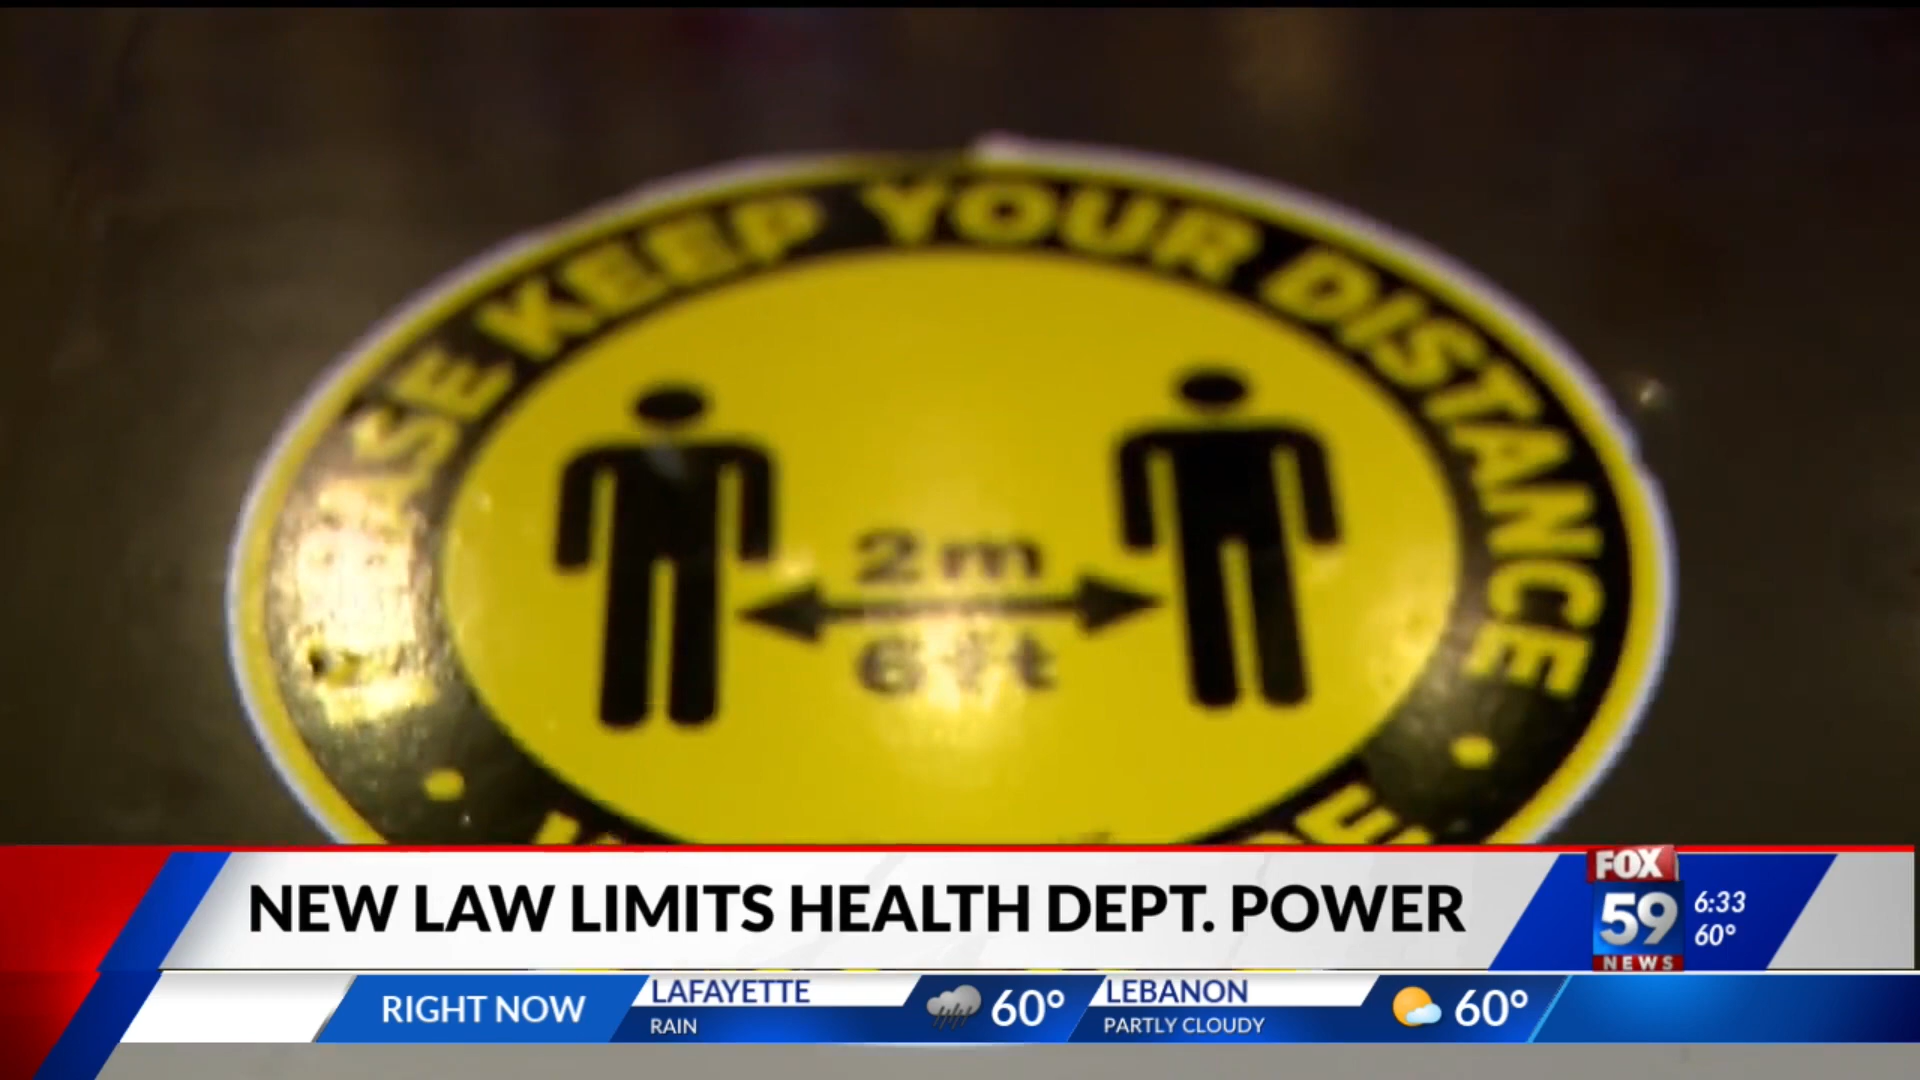 KEEP YOUR DISTANCE
2m
6ft
NEW LAW LIMITS HEALTH DEPT. POWER
FOX
59
NEWS
6:33
60°
RIGHT NOW
LAFAYETTE
RAIN
60°
LEBANON
PARTLY CLOUDY
60°